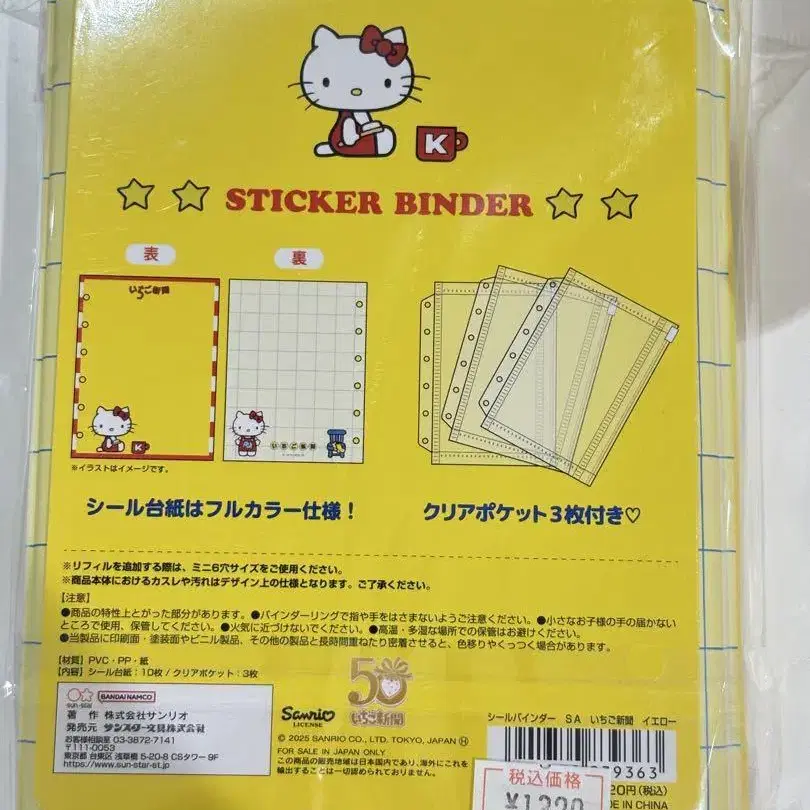 K
STICKER BINDER
表
裏
いちご新聞
K
いちご新聞
※イラストはイメージです。
シール台紙はフルカラー仕様!
クリアポケット3枚付き♡
※リフィルを追加する際は、ミニ6穴サイズをご使用ください。
※商品本体におけるカスレや汚れはデザイン上の仕様となります。ご了承ください。
【注意】
●商品の特性上とがった部分があります。●バインダーリングで指や手をはさまないようご注意ください。●小さなお子様の手の届かない
ところで使用、保管してください。●火気に近づけないでください。●高温・多湿な場所での保管はお避けください。
●当製品に印刷面・塗装面やビニル製品、その他の製品と長時間重ねたり密着させると、色移りやくっつく場合があります。
【材質】PVC・PP・紙
【内容】シール台紙:10枚/クリアポケット:3枚
sun-star
BANDAI NAMCO
著 作 株式会社サンリオ
発売元 サンスター文具株式会社
お客様相談室 03-3872-7141
〒111-0053
東京都 台東区 浅草橋 5-20-8 CSタワー 9F
https://www.sun-star-st.jp/
50
いちご新聞
Sanrio
LICENSE
© 2025 SANRIO CO., LTD. TOKYO, JAPAN Ⓗ
FOR SALE IN JAPAN ONLY
この商品の販売地域は日本国内であり、海外にこれを
輸出することは一切認められておりません。
シールバインダー SA いちご新聞 イエロー
39363
20円(税込)
DE IN CHINA
税込価格
¥1220